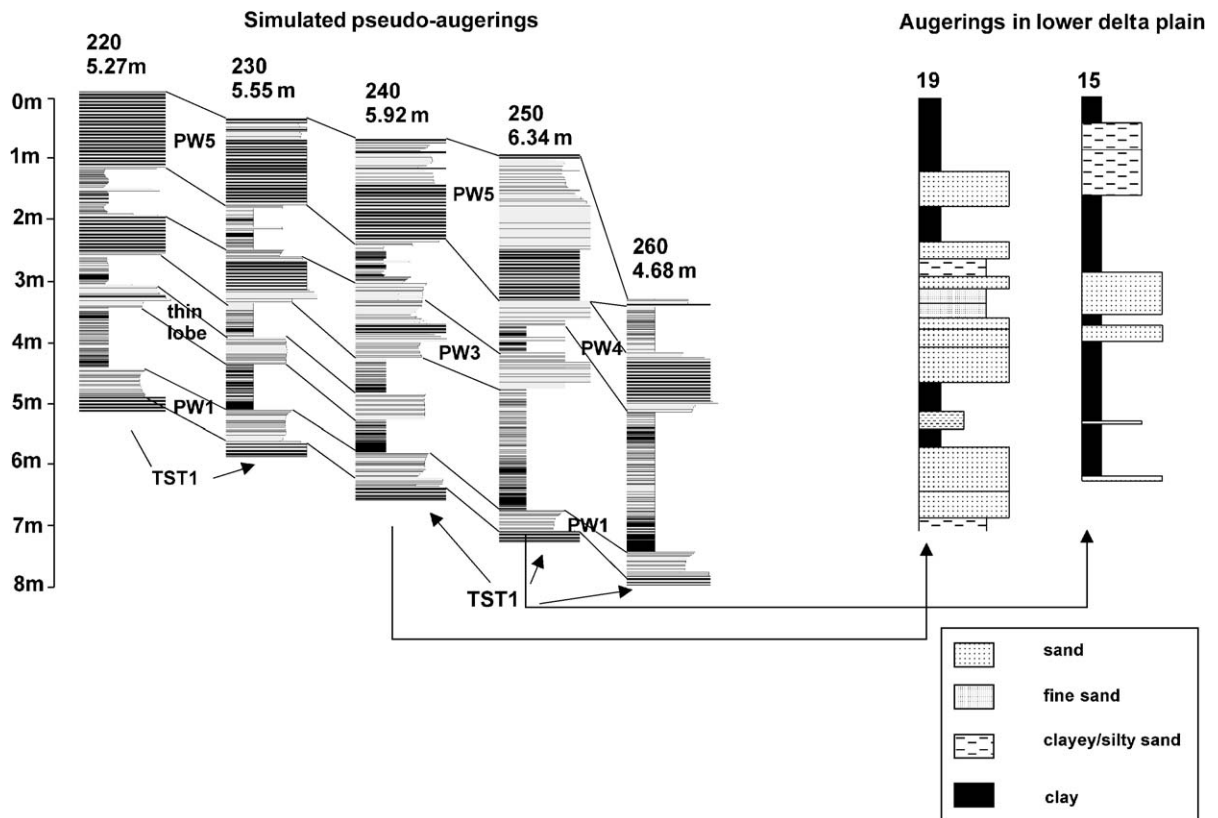 Simulated pseudo-augerings
Augerings in lower delta plain
220
5.27m
230
5.55 m
240
5.92 m
250
6.34 m
260
4.68 m
19
15
0m
1m
2m
3m
4m
5m
6m
7m
8m
PW5
PW5
thin
lobe
PW3
PW4
PW1
PW1
TST1
TST1
sand
fine sand
clayey/silty sand
clay